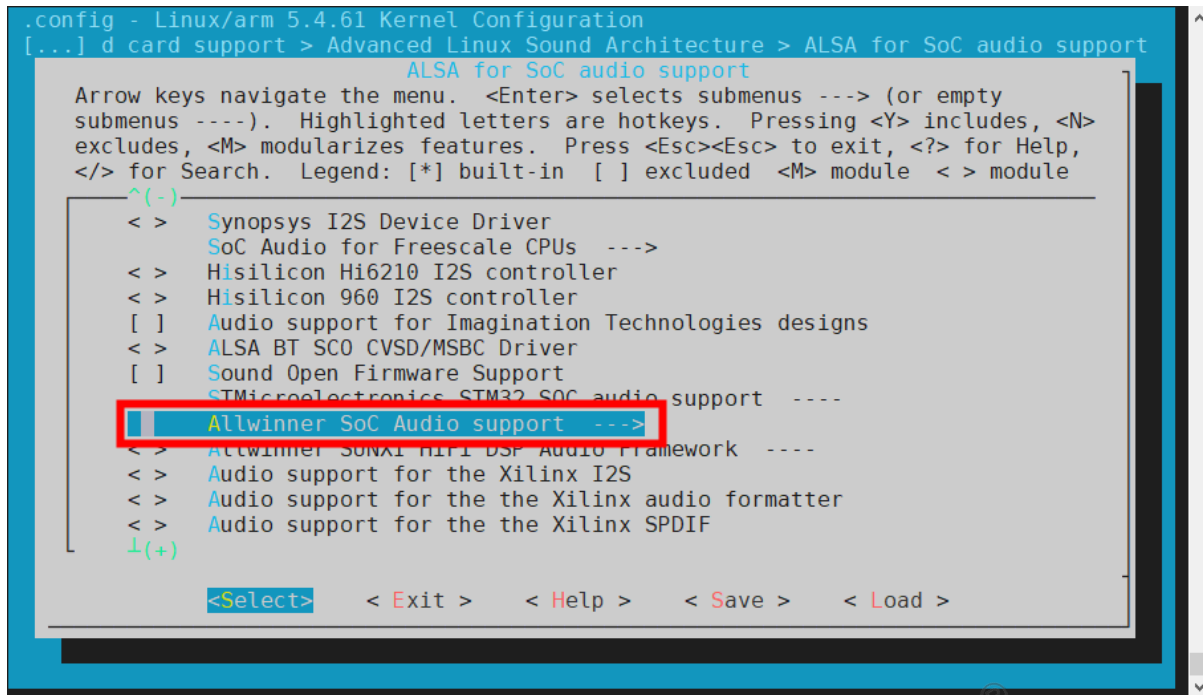 .config - Linux/arm 5.4.61 Kernel Configuration
[...] d card support > Advanced Linux Sound Architecture > ALSA for SoC audio support
ALSA for SoC audio support
Arrow keys navigate the menu. <Enter> selects submenus ---> (or empty
submenus ----). Highlighted letters are hotkeys. Pressing <Y> includes, <N>
excludes, <M> modularizes features. Press <Esc><Esc> to exit, <?> for Help,
</> for Search. Legend: [*] built-in [ ] excluded <M> module < > module
^(-)
< > Synopsys I2S Device Driver
SoC Audio for Freescale CPUs --->
< > Hisilicon Hi6210 I2S controller
< > Hisilicon 960 I2S controller
[ ] Audio support for Imagination Technologies designs
< > ALSA BT SCO CVSD/MSBC Driver
[ ] Sound Open Firmware Support
STMicroelectronics STM32 SOC audio support ----
Allwinner SoC Audio support --->
< > Allwinner SUNXI HIFI DSP Audio Framework ----
< > Audio support for the Xilinx I2S
< > Audio support for the the Xilinx audio formatter
< > Audio support for the the Xilinx SPDIF
┴(+)
<Select> < Exit > < Help > < Save > < Load >